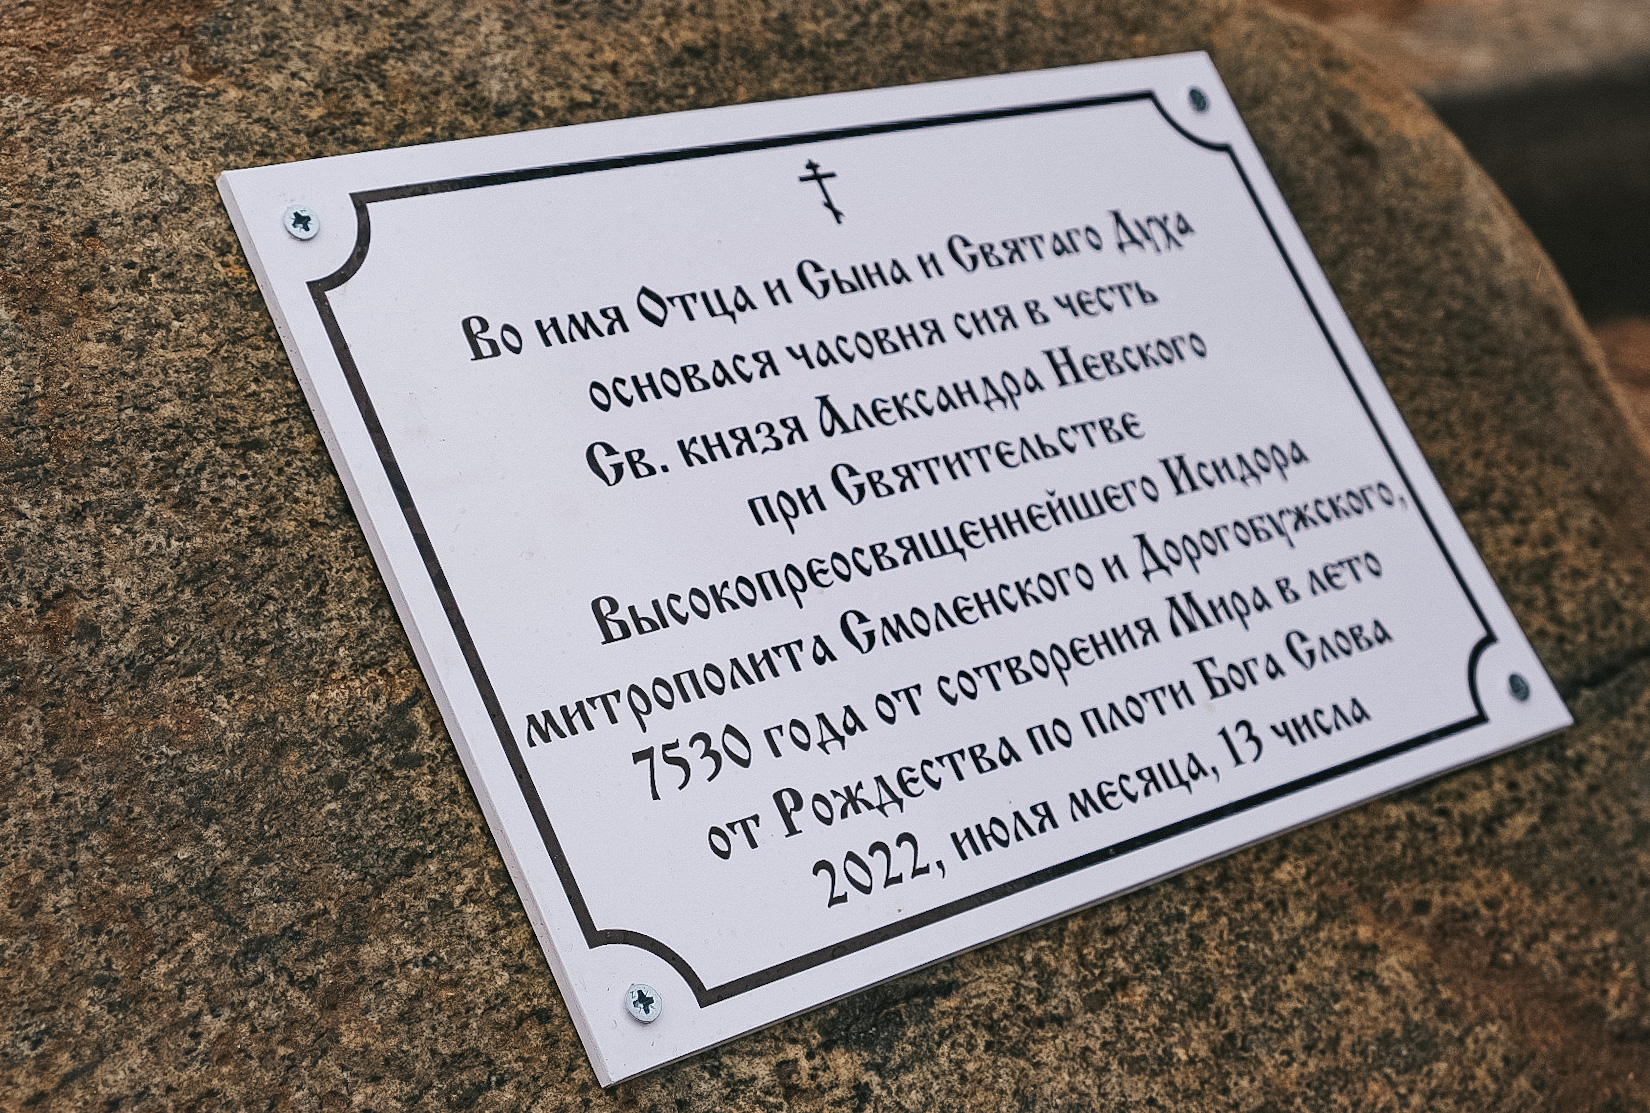 Во имя Отца и Сына и Святаго Духа
основася часовня сия в честь
Св. князя Александра Невского
при Святительстве
Высокопреосвященнейшего Исидора
митрополита Смоленского и Дорогобужского,
7530 года от сотворения Мира в лето
от Рождества по плоти Бога Слова
2022, июля месяца, 13 числа